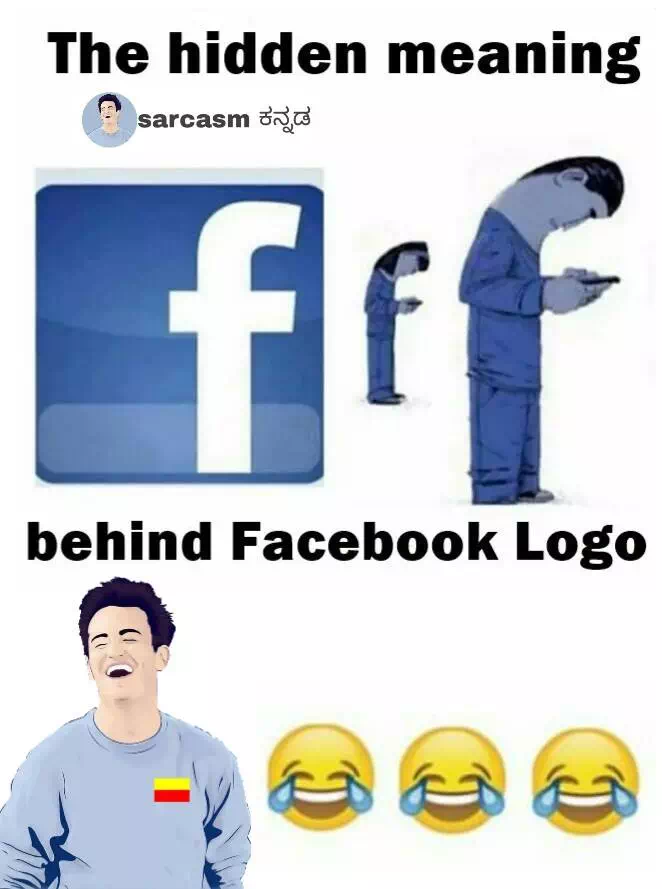 The hidden meaning
sarcasm ಕನ್ನಡ
f
behind Facebook Logo